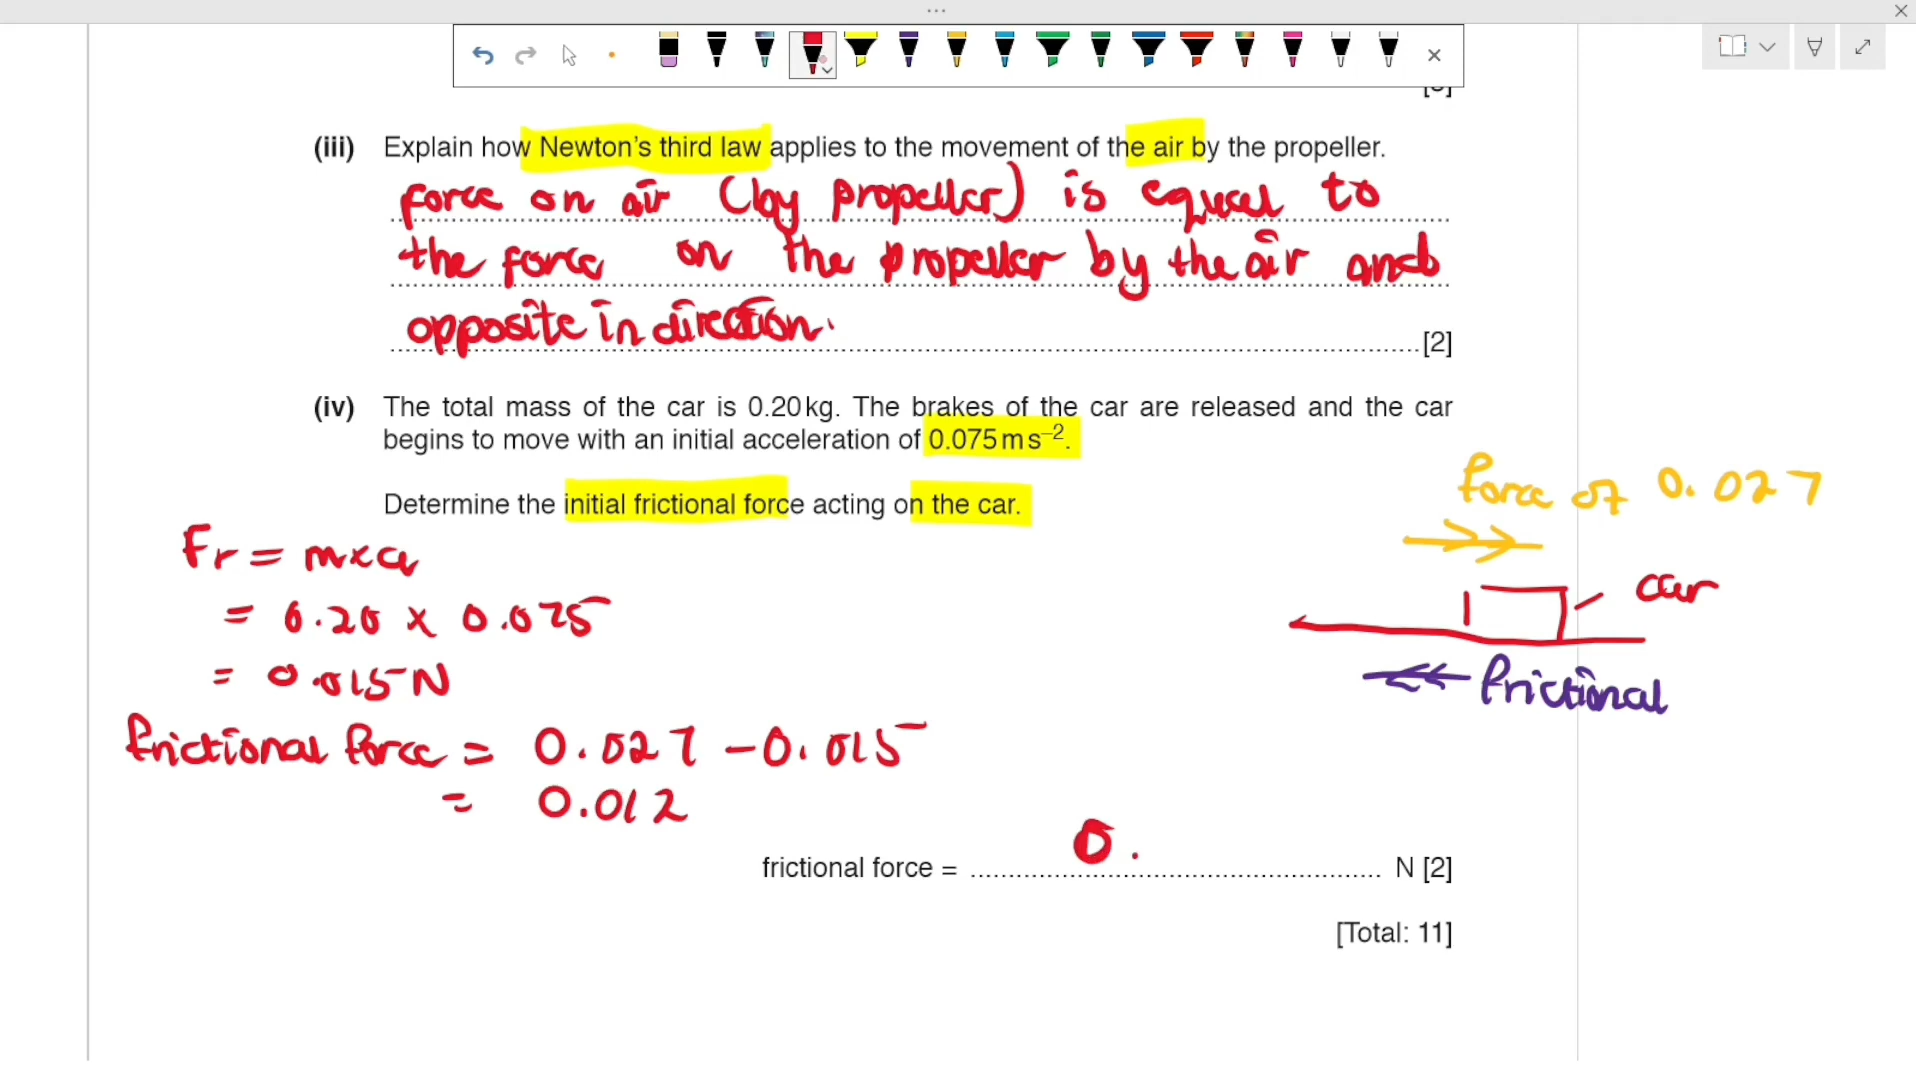 (iii) Explain how Newton's third law applies to the movement of the air by the propeller.
force on air (by propeller) is equal to
the force on the propeller by the air and
opposite in direction.
[2]
(iv) The total mass of the car is 0.20 kg. The brakes of the car are released and the car
begins to move with an initial acceleration of 0.075 m s⁻².
Determine the initial frictional force acting on the car.
force of 0.027
car
frictional
Fr = m×a
= 0.20 × 0.075
= 0.015 N
frictional force = 0.027 - 0.015
= 0.012
0.
frictional force = .................................................... N [2]
[Total: 11]